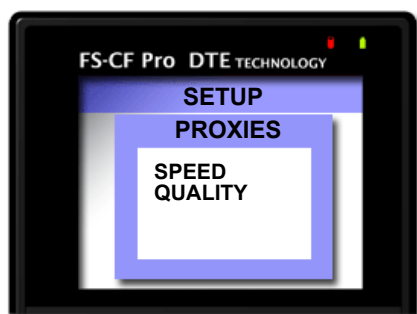 FS-CF Pro DTE TECHNOLOGY
SETUP
PROXIES
SPEED
QUALITY